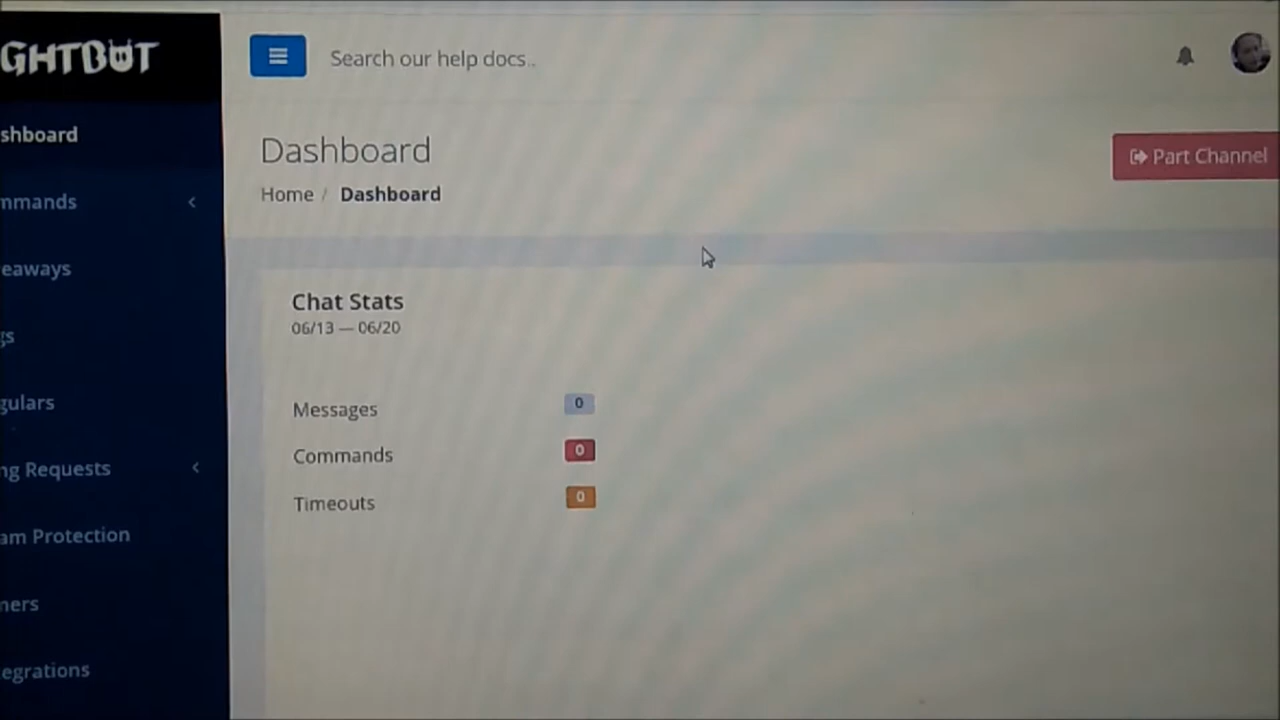 GHTBOT
Search our help docs..
shboard
Dashboard
Part Channel
Home / Dashboard
mmands
eaways
Chat Stats
06/13 — 06/20
gs
gulars
Messages 0
Commands 0
ng Requests
Timeouts 0
am Protection
ners
egrations